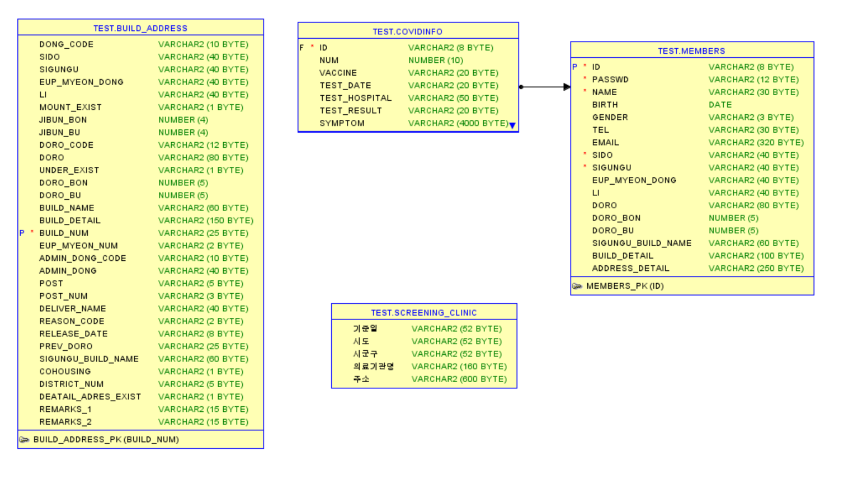 TEST.BUILD_ADDRESS
DONG_CODE VARCHAR2 (10 BYTE)
SIDO VARCHAR2 (40 BYTE)
SIGUNGU VARCHAR2 (40 BYTE)
EUP_MYEON_DONG VARCHAR2 (40 BYTE)
LI VARCHAR2 (40 BYTE)
MOUNT_EXIST VARCHAR2 (1 BYTE)
JIBUN_BON NUMBER (4)
JIBUN_BU NUMBER (4)
DORO_CODE VARCHAR2 (12 BYTE)
DORO VARCHAR2 (80 BYTE)
UNDER_EXIST VARCHAR2 (1 BYTE)
DORO_BON NUMBER (5)
DORO_BU NUMBER (5)
BUILD_NAME VARCHAR2 (60 BYTE)
BUILD_DETAIL VARCHAR2 (150 BYTE)
P * BUILD_NUM VARCHAR2 (25 BYTE)
EUP_MYEON_NUM VARCHAR2 (2 BYTE)
ADMIN_DONG_CODE VARCHAR2 (10 BYTE)
ADMIN_DONG VARCHAR2 (40 BYTE)
POST VARCHAR2 (5 BYTE)
POST_NUM VARCHAR2 (3 BYTE)
DELIVER_NAME VARCHAR2 (40 BYTE)
REASON_CODE VARCHAR2 (2 BYTE)
RELEASE_DATE VARCHAR2 (8 BYTE)
PREV_DORO VARCHAR2 (25 BYTE)
SIGUNGU_BUILD_NAME VARCHAR2 (60 BYTE)
COHOUSING VARCHAR2 (1 BYTE)
DISTRICT_NUM VARCHAR2 (5 BYTE)
DEATAIL_ADRES_EXIST VARCHAR2 (1 BYTE)
REMARKS_1 VARCHAR2 (15 BYTE)
REMARKS_2 VARCHAR2 (15 BYTE)
BUILD_ADDRESS_PK (BUILD_NUM)
TEST.COVIDINFO
F * ID VARCHAR2 (8 BYTE)
NUM NUMBER (10)
VACCINE VARCHAR2 (20 BYTE)
TEST_DATE VARCHAR2 (20 BYTE)
TEST_HOSPITAL VARCHAR2 (50 BYTE)
TEST_RESULT VARCHAR2 (20 BYTE)
SYMPTOM VARCHAR2 (4000 BYTE)
TEST.MEMBERS
P * ID VARCHAR2 (8 BYTE)
* PASSWD VARCHAR2 (12 BYTE)
* NAME VARCHAR2 (30 BYTE)
BIRTH DATE
GENDER VARCHAR2 (3 BYTE)
TEL VARCHAR2 (30 BYTE)
EMAIL VARCHAR2 (320 BYTE)
* SIDO VARCHAR2 (40 BYTE)
* SIGUNGU VARCHAR2 (40 BYTE)
EUP_MYEON_DONG VARCHAR2 (40 BYTE)
LI VARCHAR2 (40 BYTE)
DORO VARCHAR2 (80 BYTE)
DORO_BON NUMBER (5)
DORO_BU NUMBER (5)
SIGUNGU_BUILD_NAME VARCHAR2 (60 BYTE)
BUILD_DETAIL VARCHAR2 (100 BYTE)
ADDRESS_DETAIL VARCHAR2 (250 BYTE)
MEMBERS_PK (ID)
TEST.SCREENING_CLINIC
기준일 VARCHAR2 (52 BYTE)
시도 VARCHAR2 (52 BYTE)
시군구 VARCHAR2 (52 BYTE)
의료기관명 VARCHAR2 (160 BYTE)
주소 VARCHAR2 (600 BYTE)